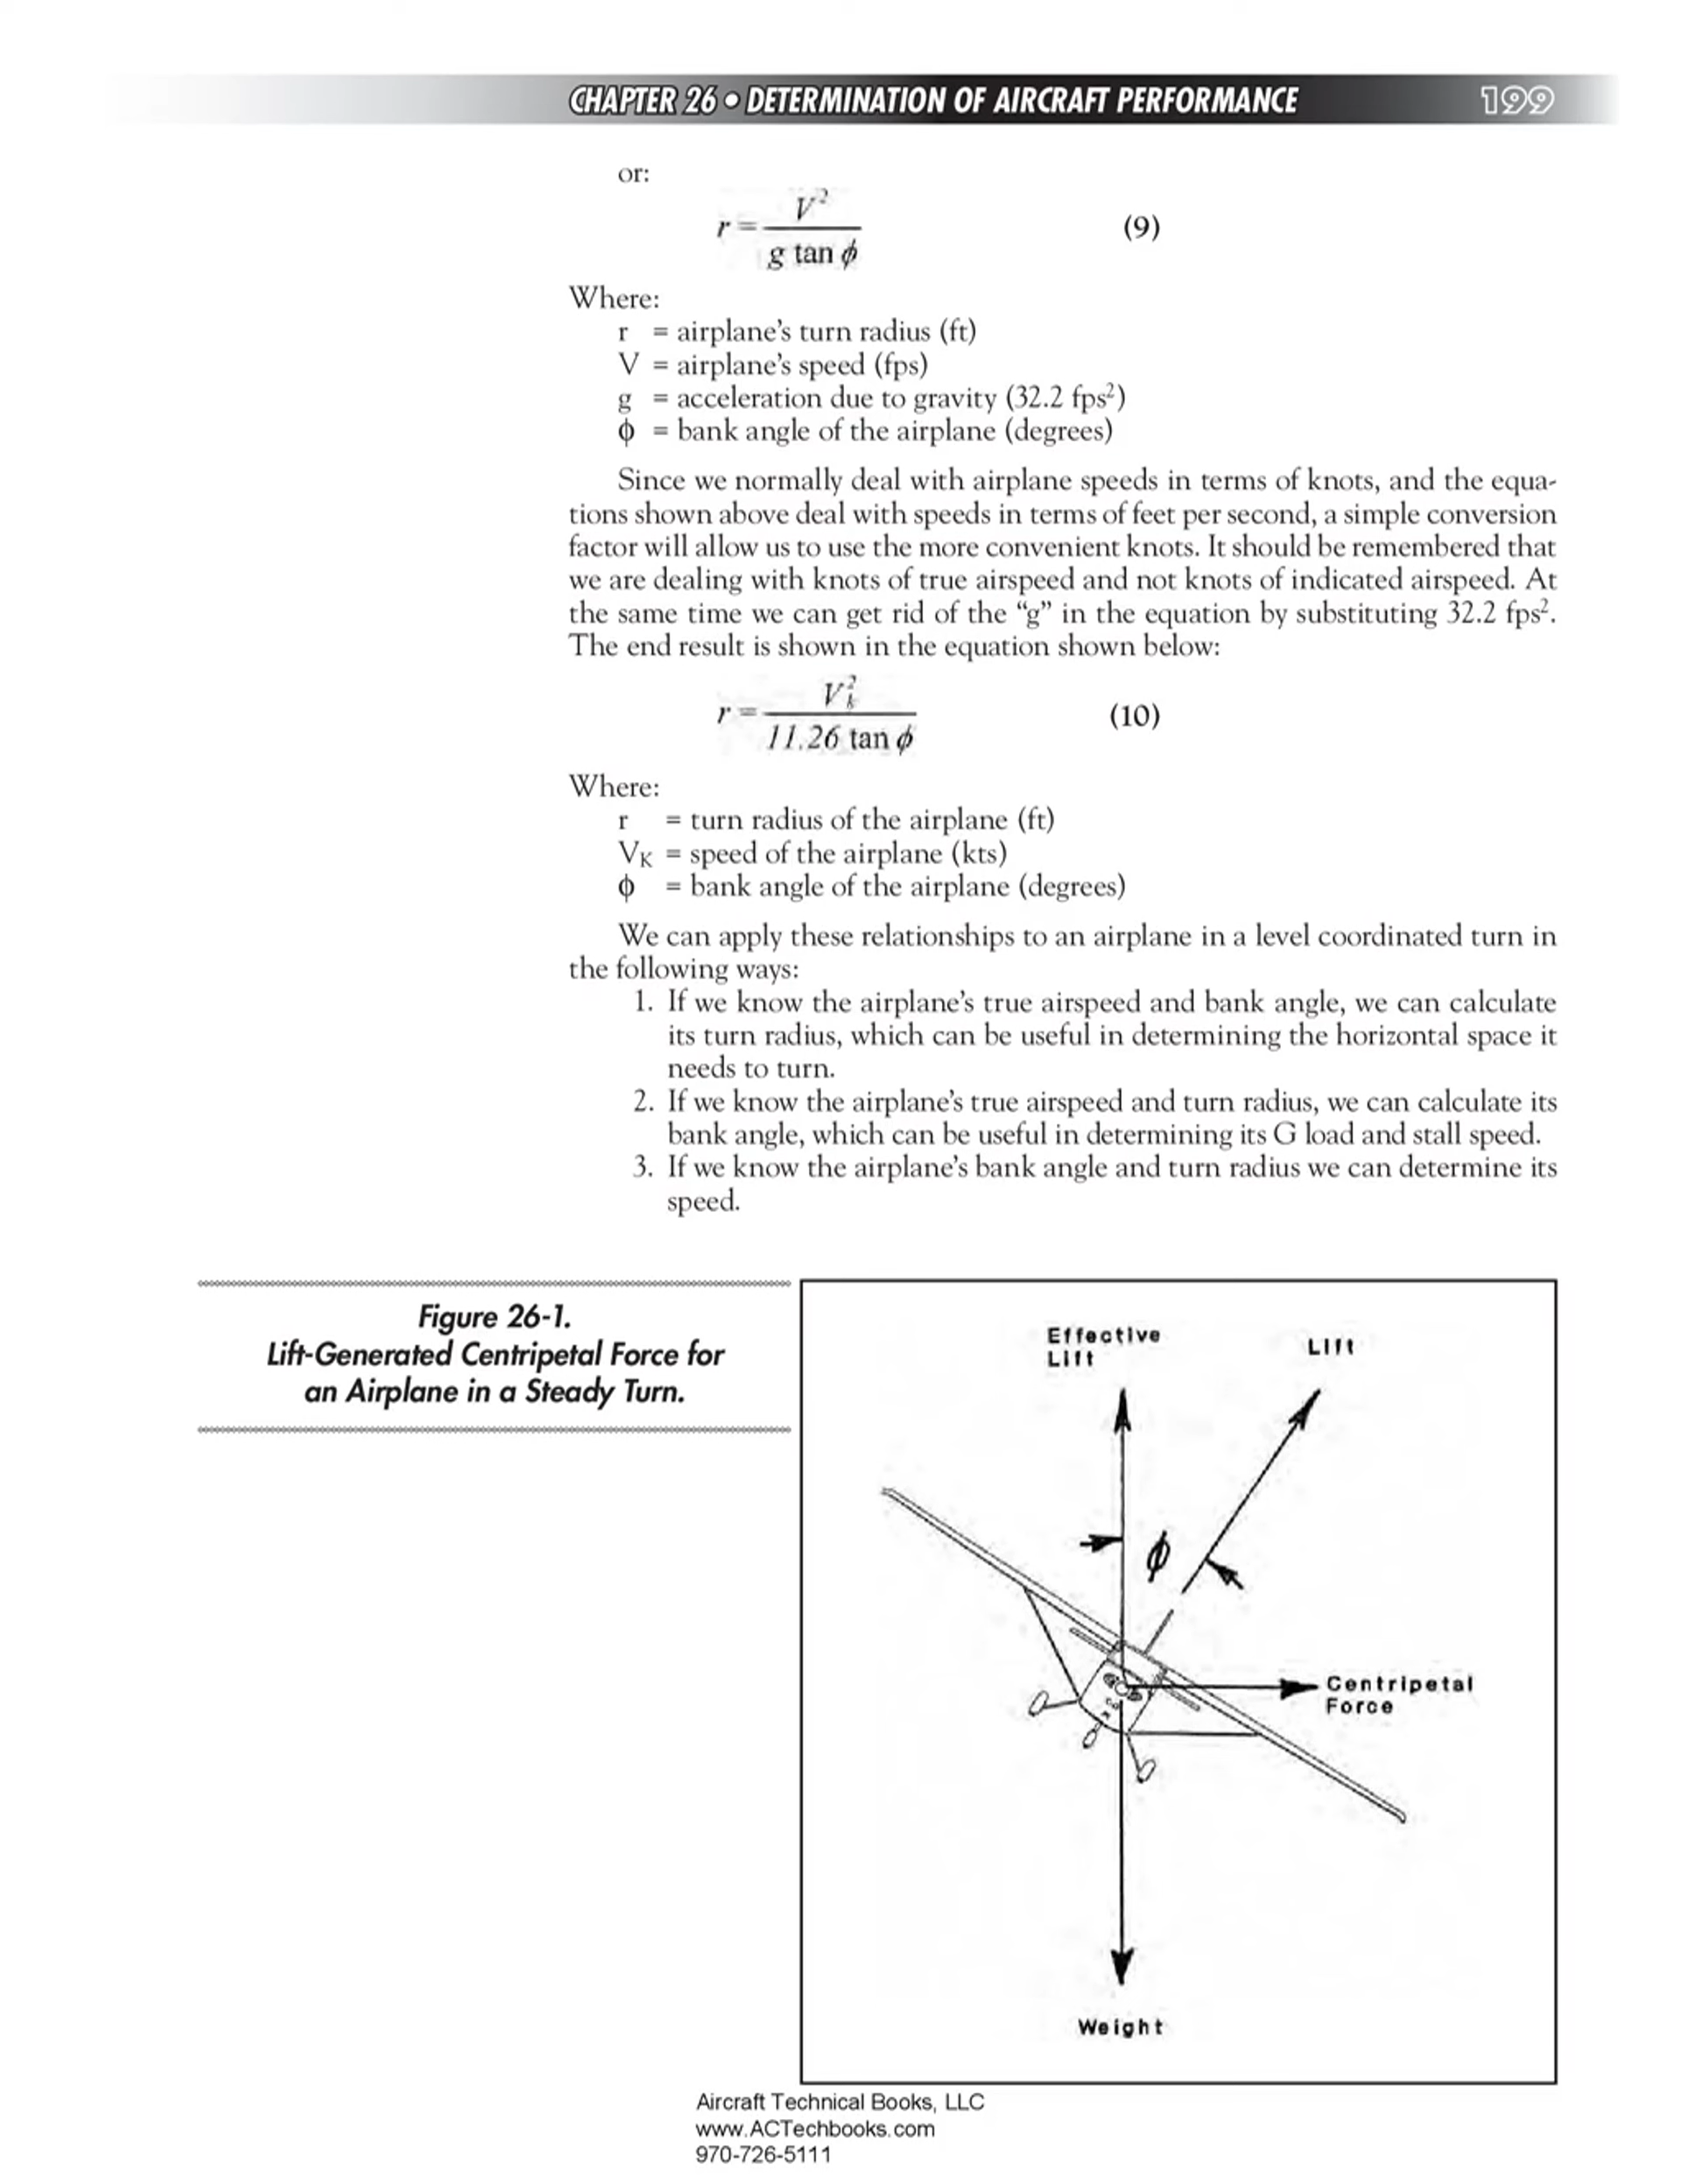 CHAPTER 26 • DETERMINATION OF AIRCRAFT PERFORMANCE 199
or:
r = V² / g tan ϕ (9)
Where:
r = airplane's turn radius (ft)
V = airplane's speed (fps)
g = acceleration due to gravity (32.2 fps²)
ϕ = bank angle of the airplane (degrees)
Since we normally deal with airplane speeds in terms of knots, and the equa-
tions shown above deal with speeds in terms of feet per second, a simple conversion
factor will allow us to use the more convenient knots. It should be remembered that
we are dealing with knots of true airspeed and not knots of indicated airspeed. At
the same time we can get rid of the “g” in the equation by substituting 32.2 fps².
The end result is shown in the equation shown below:
r = V²k / 11.26 tan ϕ (10)
Where:
r = turn radius of the airplane (ft)
VK = speed of the airplane (kts)
ϕ = bank angle of the airplane (degrees)
We can apply these relationships to an airplane in a level coordinated turn in
the following ways:
1. If we know the airplane's true airspeed and bank angle, we can calculate
its turn radius, which can be useful in determining the horizontal space it
needs to turn.
2. If we know the airplane's true airspeed and turn radius, we can calculate its
bank angle, which can be useful in determining its G load and stall speed.
3. If we know the airplane's bank angle and turn radius we can determine its
speed.
Figure 26-1.
Lift-Generated Centripetal Force for
an Airplane in a Steady Turn.
Effective
Lift
Lift
ϕ
Centripetal
Force
Weight
Aircraft Technical Books, LLC
www.ACTechbooks.com
970-726-5111